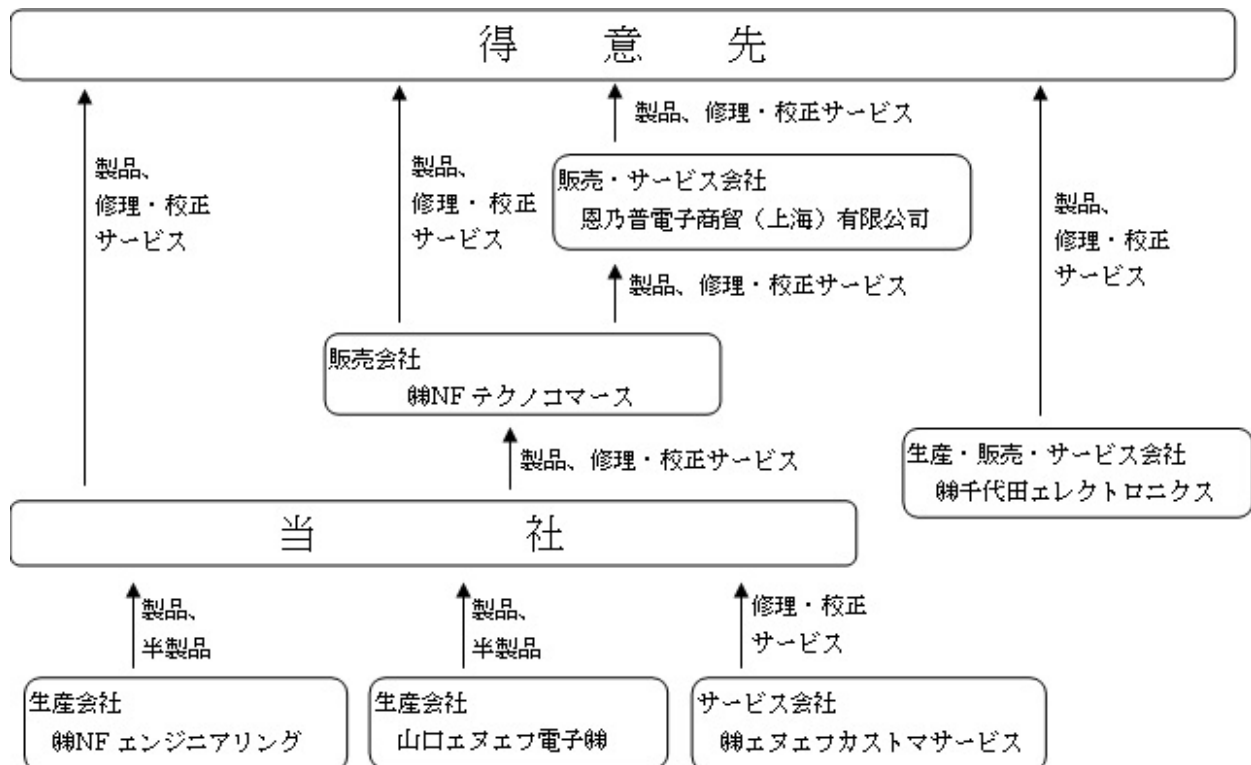 得意先
製品、修理・校正サービス
製品、
修理・校正
サービス
製品、
修理・校正
サービス
販売・サービス会社
恩乃普電子商貿（上海）有限公司
製品、
修理・校正
サービス
製品、修理・校正サービス
販売会社
㈱NFテクノコマース
製品、修理・校正サービス
生産・販売・サービス会社
㈱千代田エレクトロニクス
当社
製品、
半製品
製品、
半製品
修理・校正
サービス
生産会社
㈱NFエンジニアリング
生産会社
山口エヌエフ電子㈱
サービス会社
㈱エヌエフカストマサービス